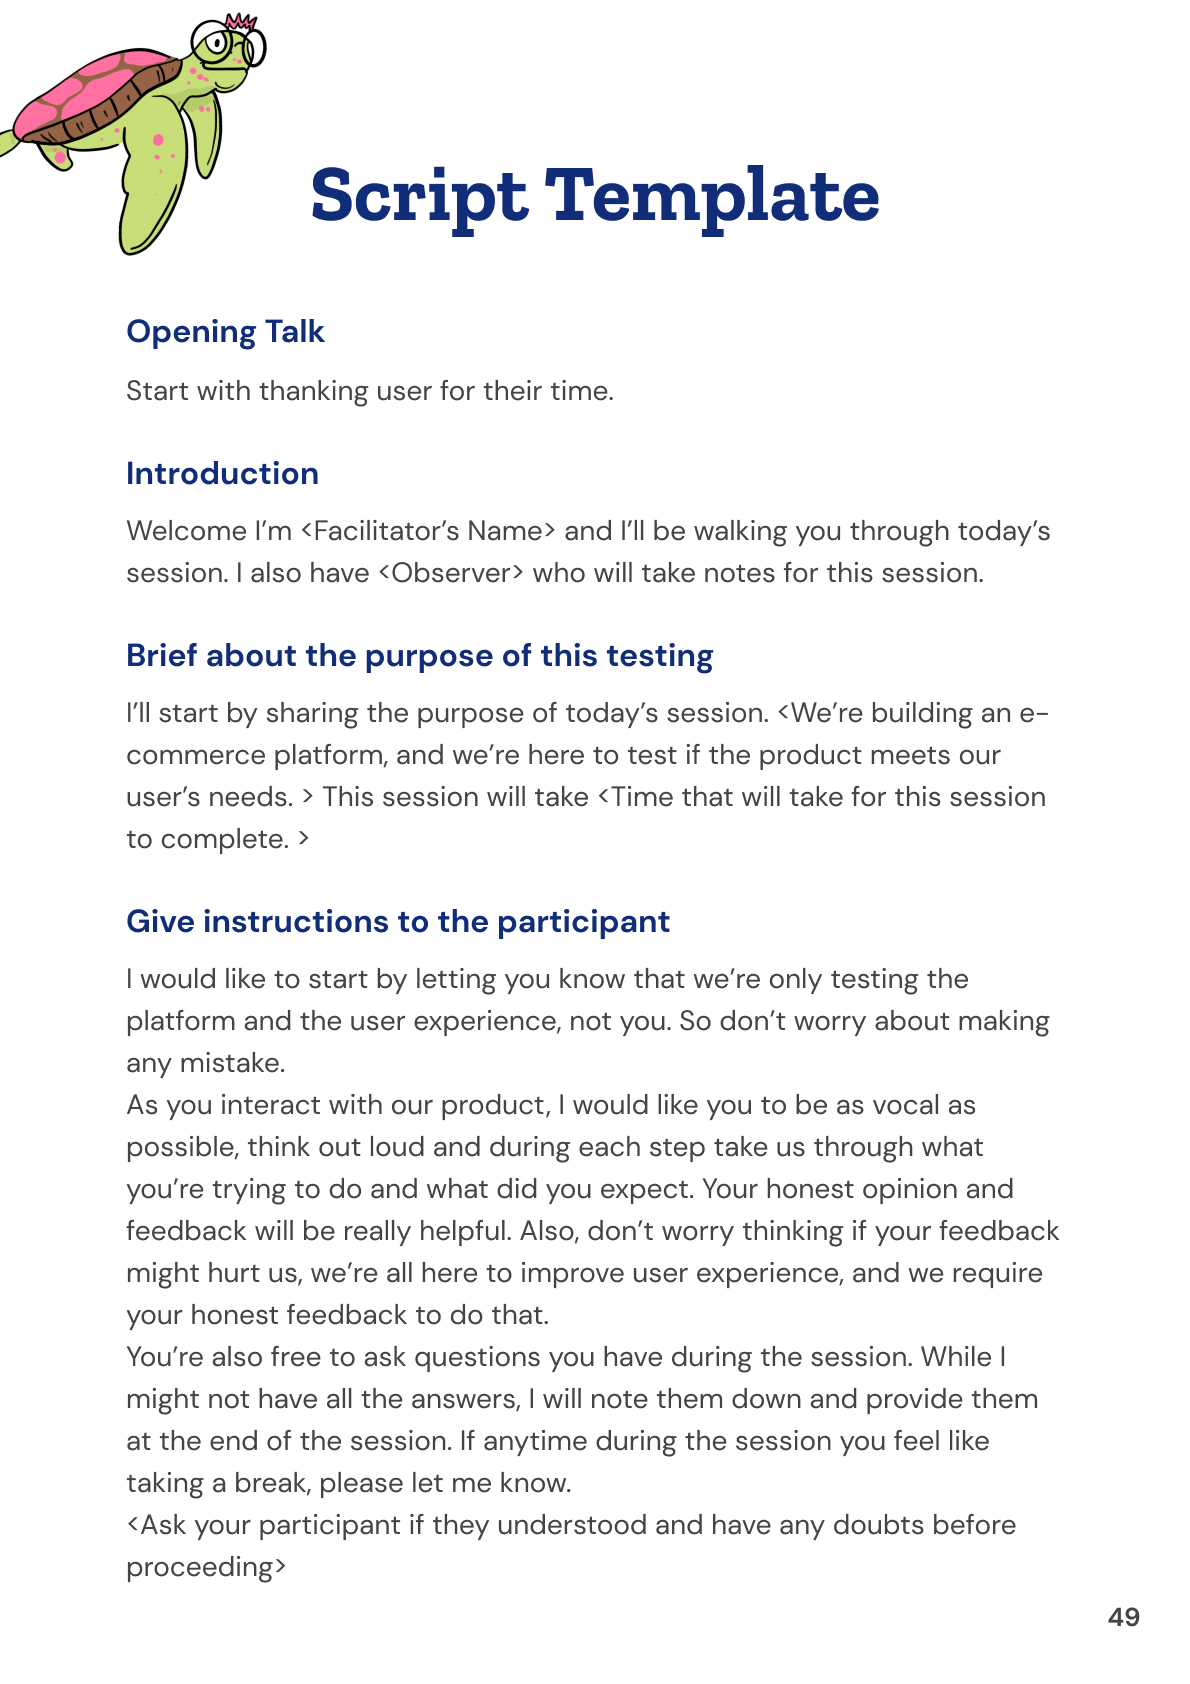 Script Template
Opening Talk
Start with thanking user for their time.
Introduction
Welcome I’m <Facilitator’s Name> and I’ll be walking you through today’s
session. I also have <Observer> who will take notes for this session.
Brief about the purpose of this testing
I’ll start by sharing the purpose of today’s session. <We’re building an e-
commerce platform, and we’re here to test if the product meets our
user’s needs. > This session will take <Time that will take for this session
to complete. >
Give instructions to the participant
I would like to start by letting you know that we’re only testing the
platform and the user experience, not you. So don’t worry about making
any mistake.
As you interact with our product, I would like you to be as vocal as
possible, think out loud and during each step take us through what
you’re trying to do and what did you expect. Your honest opinion and
feedback will be really helpful. Also, don’t worry thinking if your feedback
might hurt us, we’re all here to improve user experience, and we require
your honest feedback to do that.
You’re also free to ask questions you have during the session. While I
might not have all the answers, I will note them down and provide them
at the end of the session. If anytime during the session you feel like
taking a break, please let me know.
<Ask your participant if they understood and have any doubts before
proceeding>
49